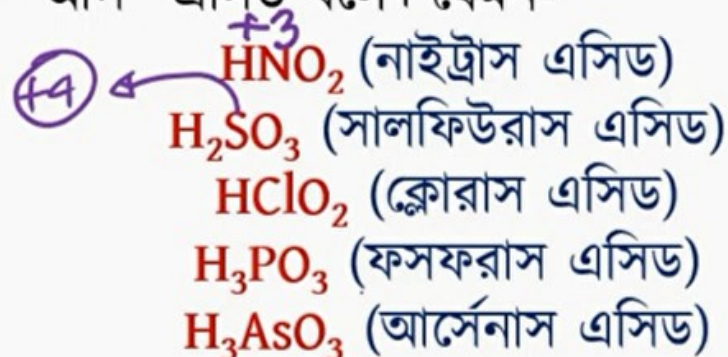 +3
HNO₂ (নাইট্রাস এসিড)
+4
H₂SO₃ (সালফিউরাস এসিড)
HClO₂ (ক্লোরাস এসিড)
H₃PO₃ (ফসফরাস এসিড)
H₃AsO₃ (আর্সেনাস এসিড)